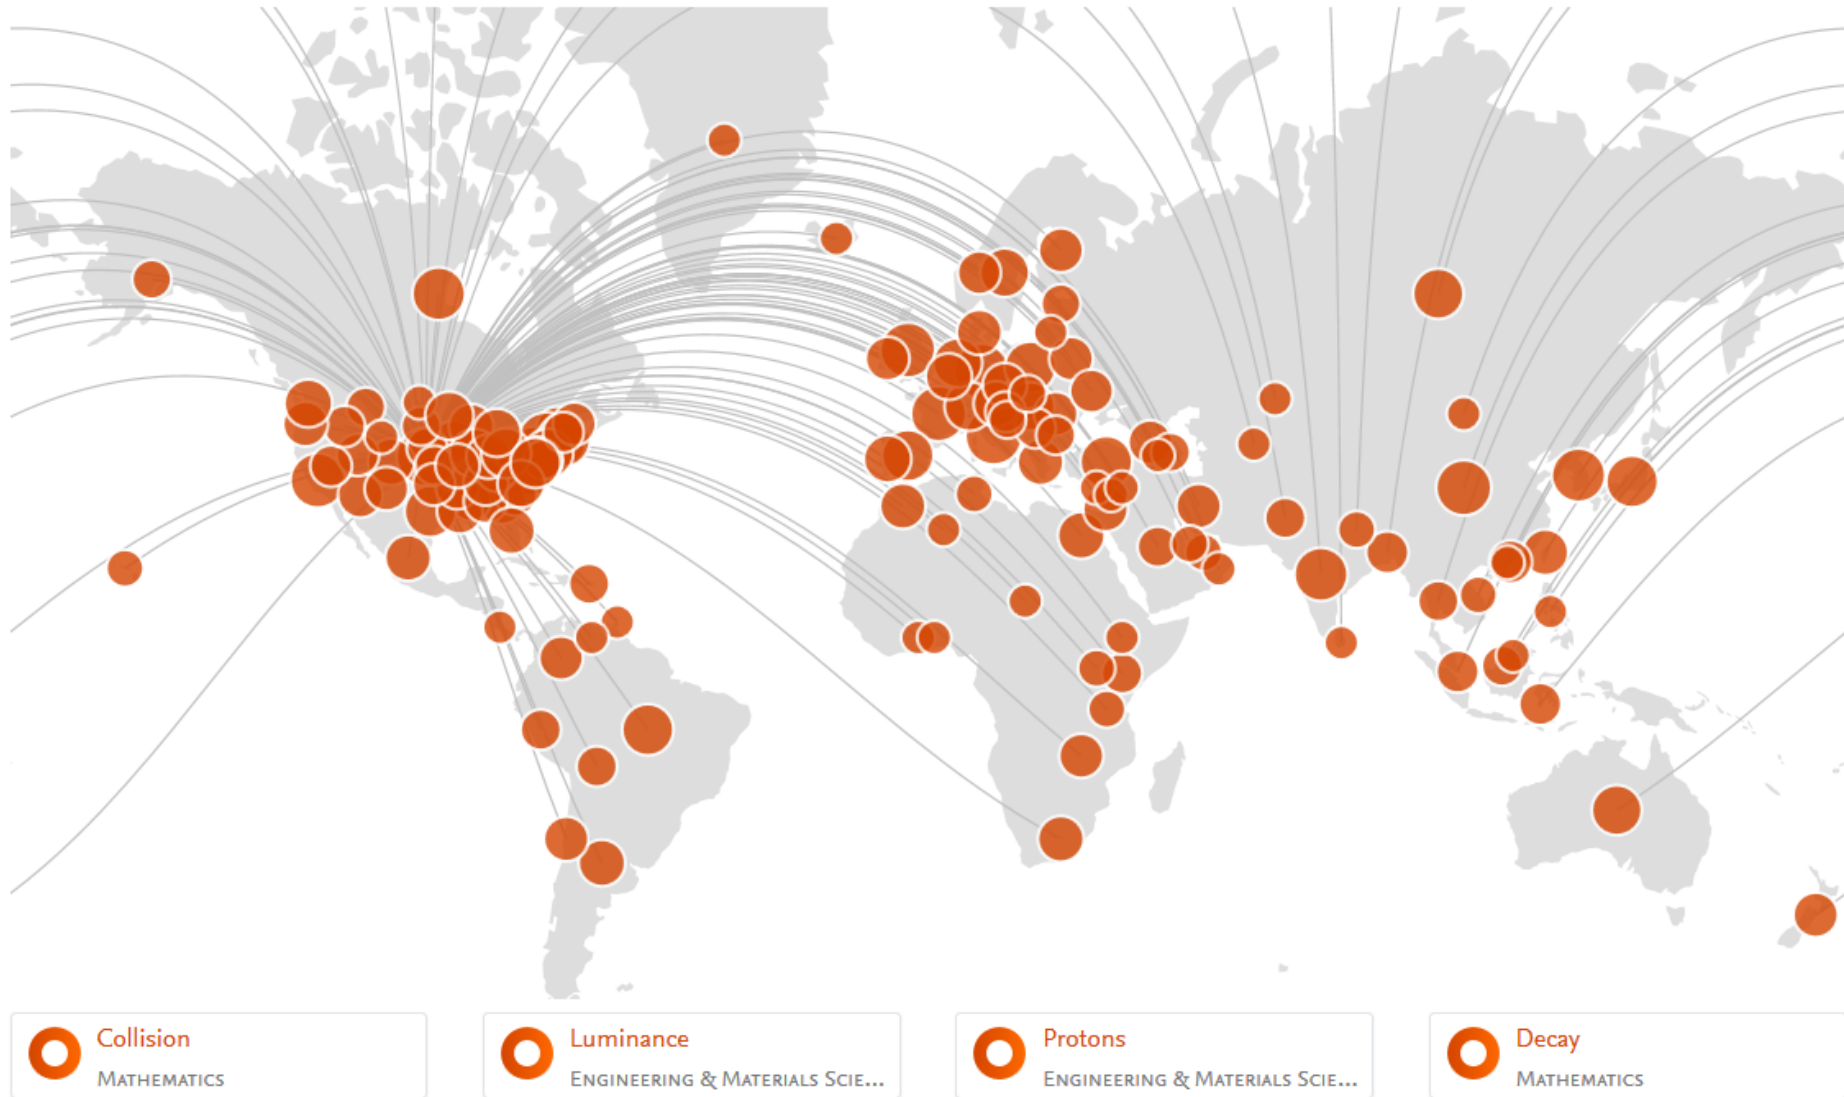 Collision
Mathematics
Luminance
Engineering & Materials Scie...
Protons
Engineering & Materials Scie...
Decay
Mathematics